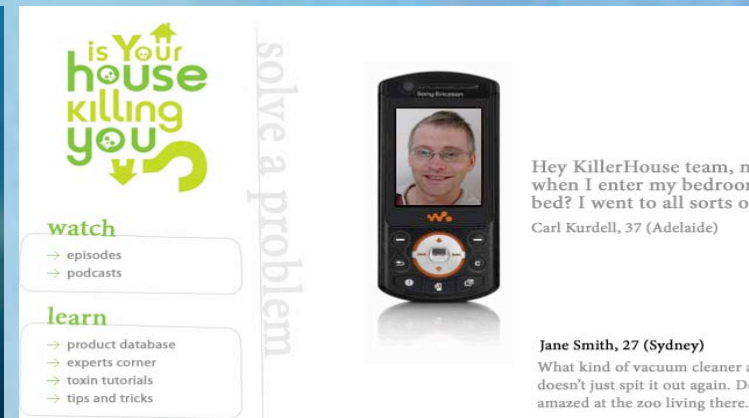 is Your
house
killing
you
solve a problem
watch
→ episodes
→ podcasts
learn
→ product database
→ experts corner
→ toxin tutorials
→ tips and tricks
Sony Ericsson
Hey KillerHouse team,
when I enter my bedroom
bed? I went to all sorts
Carl Kurdell, 37 (Adelaide)
Jane Smith, 27 (Sydney)
What kind of vacuum cleaner
doesn't just spit it out again.
amazed at the zoo living there.